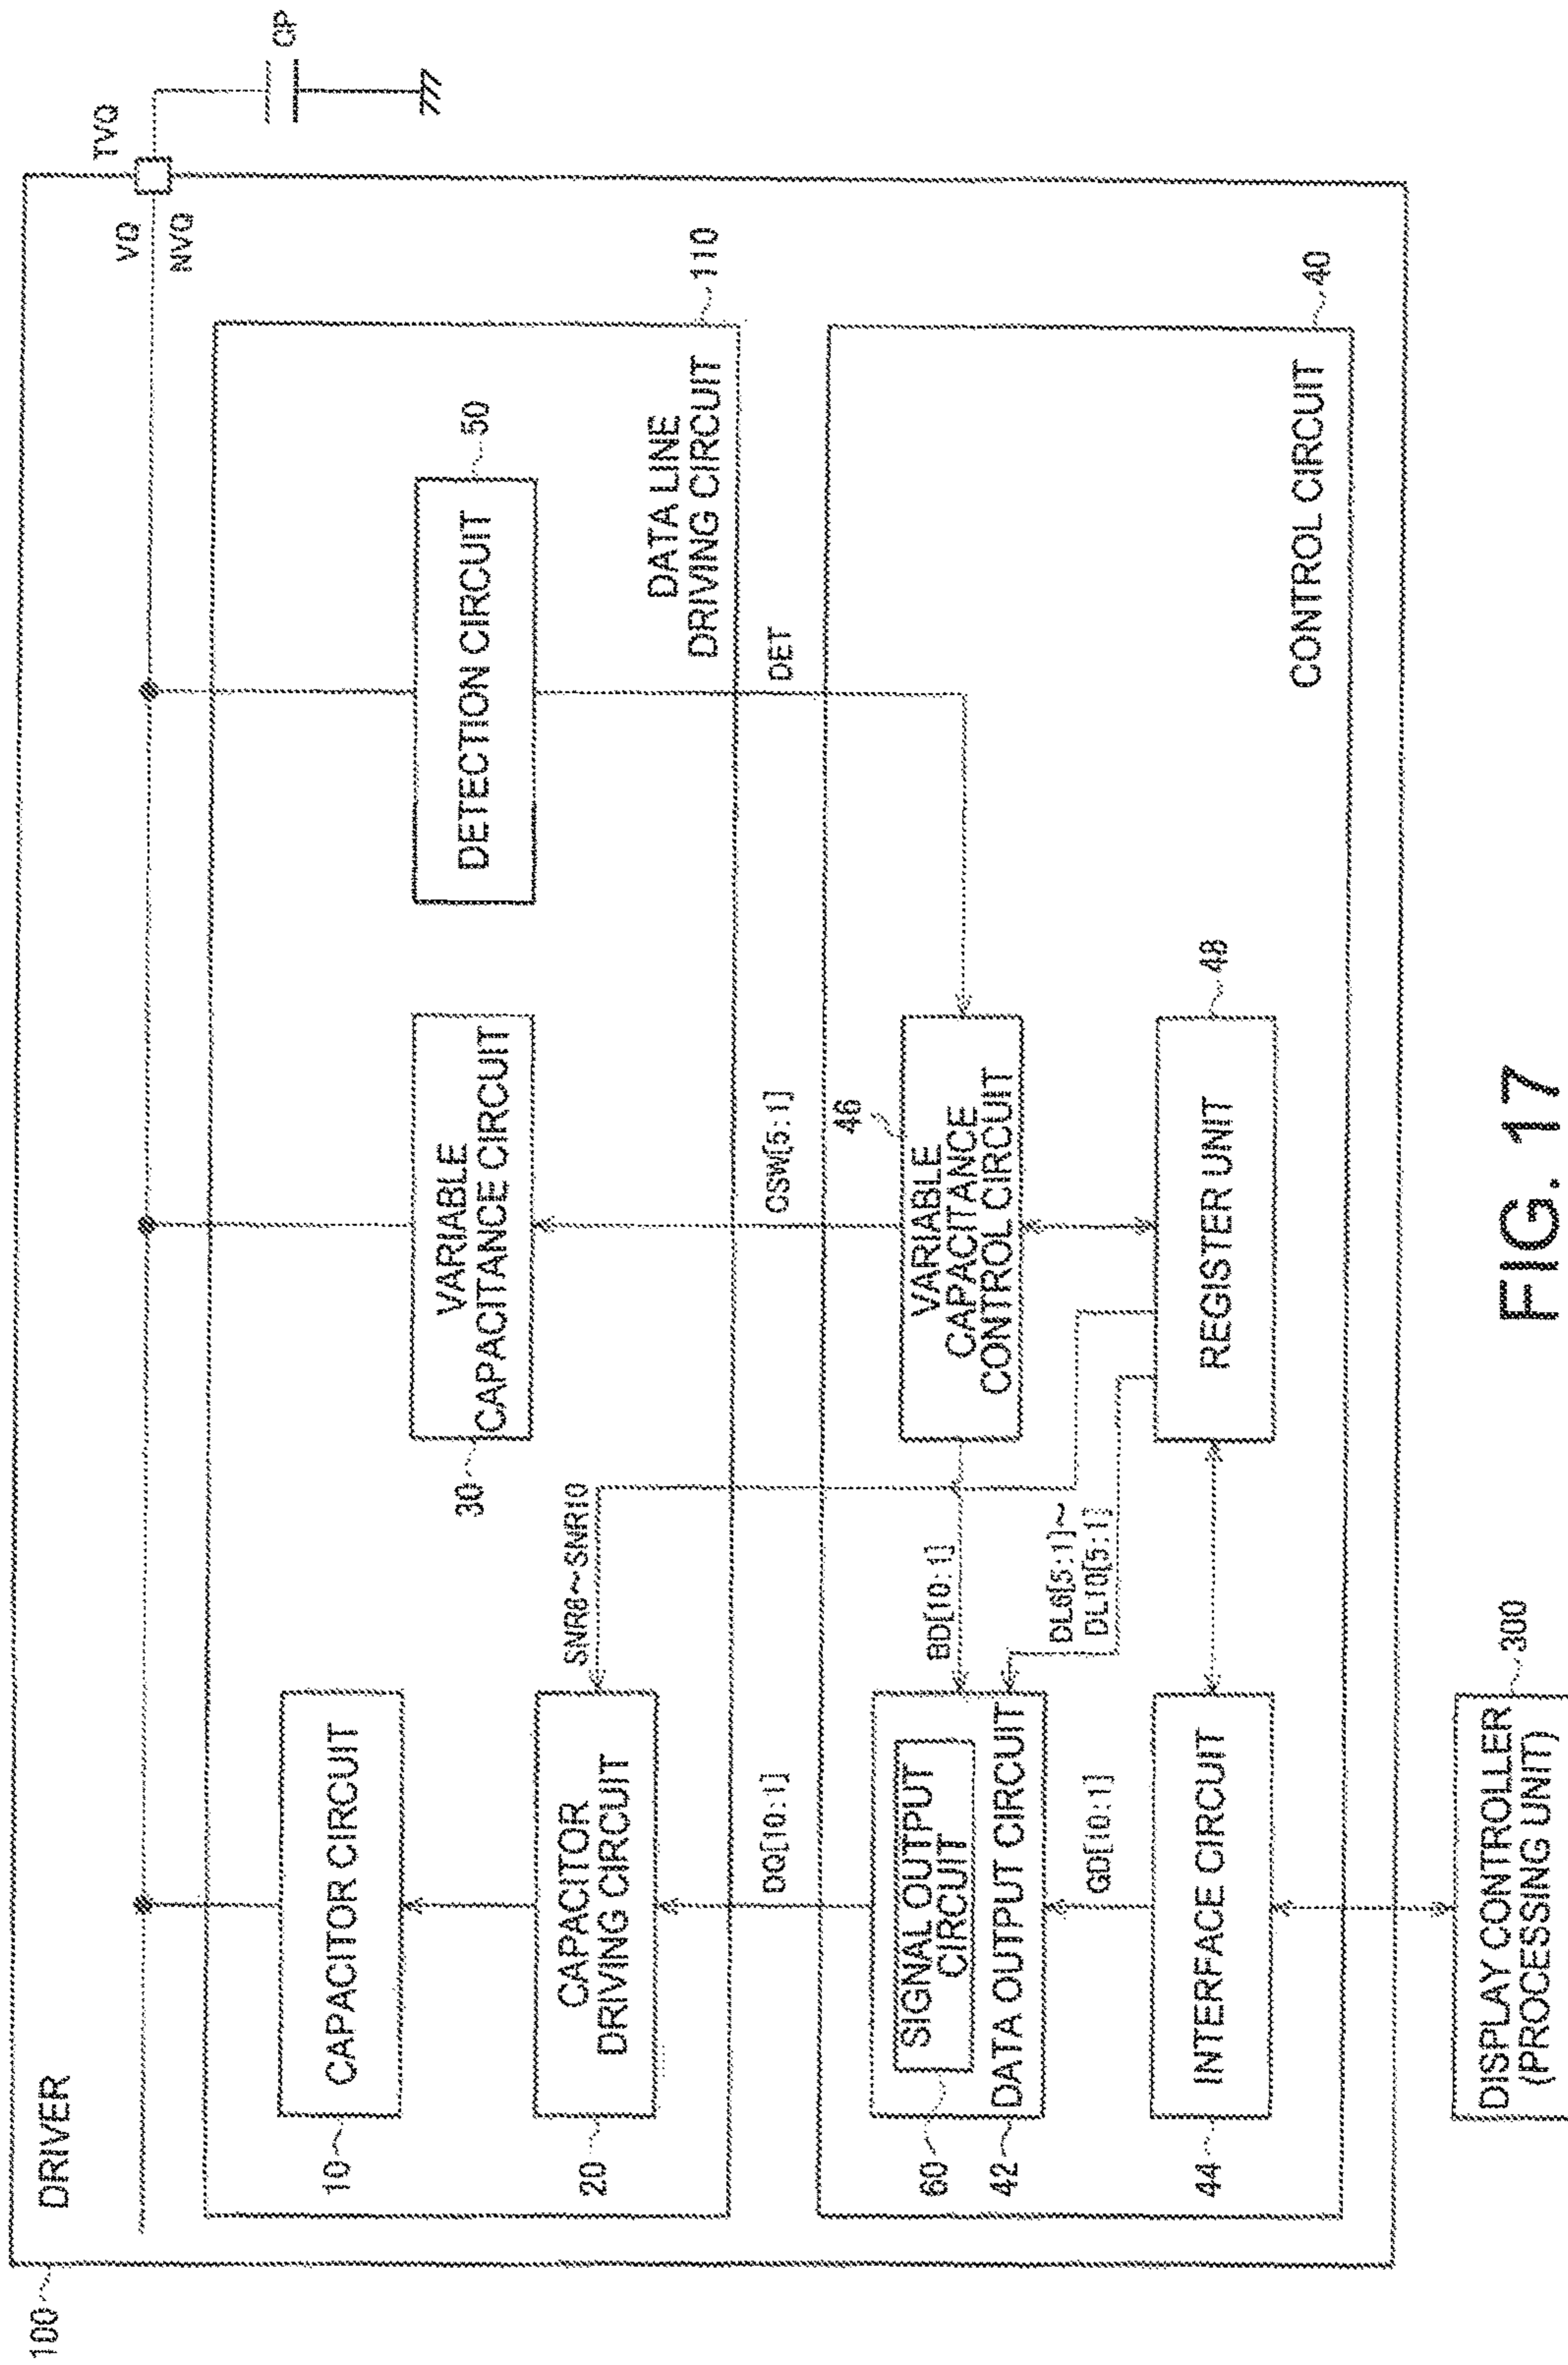 100
DRIVER
VQ
NVQ
TVQ
CP
10
CAPACITOR CIRCUIT
30
VARIABLE
CAPACITANCE CIRCUIT
DETECTION CIRCUIT
50
20
CAPACITOR
DRIVING CIRCUIT
SNR6~SNR10
DATA LINE
DRIVING CIRCUIT
110
DQ[10:1]
CSW[5:1]
DET
60
SIGNAL OUTPUT
CIRCUIT
42
DATA OUTPUT CIRCUIT
BD[10:1]
46
VARIABLE
CAPACITANCE
CONTROL CIRCUIT
DL6[5:1]~
DL10[5:1]
GD[10:1]
44
INTERFACE CIRCUIT
REGISTER UNIT
48
CONTROL CIRCUIT
40
DISPLAY CONTROLLER
(PROCESSING UNIT)
300
FIG. 17